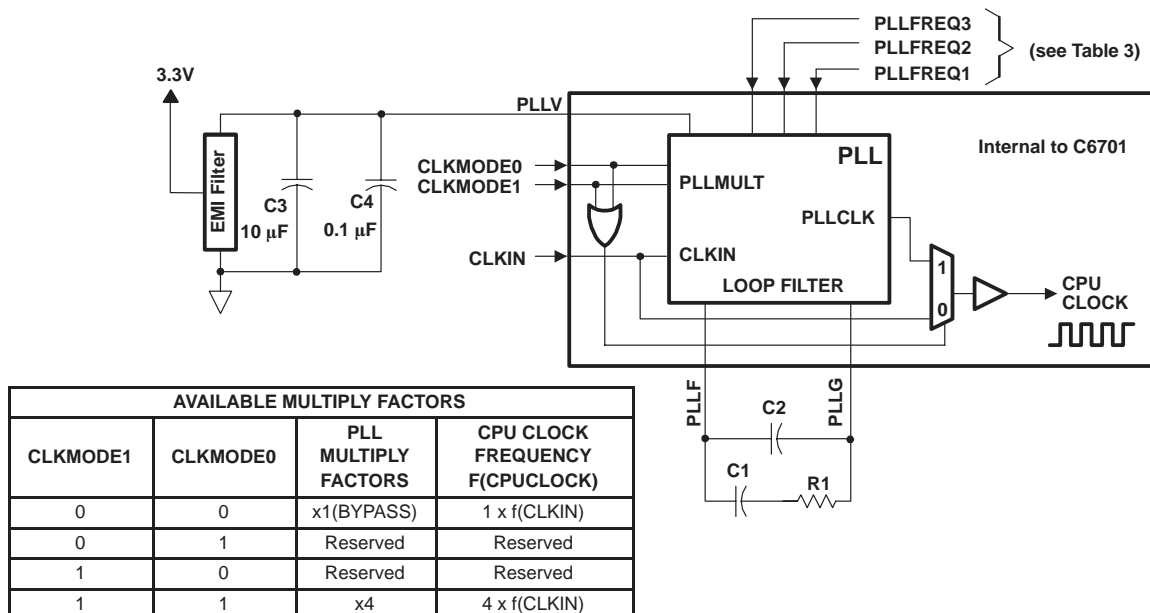 PLLFREQ3
PLLFREQ2
PLLFREQ1
(see Table 3)
3.3V
PLLV
EMI Filter
C3
10 µF
C4
0.1 µF
CLKMODE0
CLKMODE1
CLKIN
PLL
PLLMULT
PLLCLK
CLKIN
LOOP FILTER
Internal to C6701
1
0
CPU
CLOCK
PLLF
PLLG
C2
C1
R1
AVAILABLE MULTIPLY FACTORS
CLKMODE1 CLKMODE0 PLL MULTIPLY FACTORS CPU CLOCK FREQUENCY F(CPUCLOCK)
0 0 x1(BYPASS) 1 x f(CLKIN)
0 1 Reserved Reserved
1 0 Reserved Reserved
1 1 x4 4 x f(CLKIN)